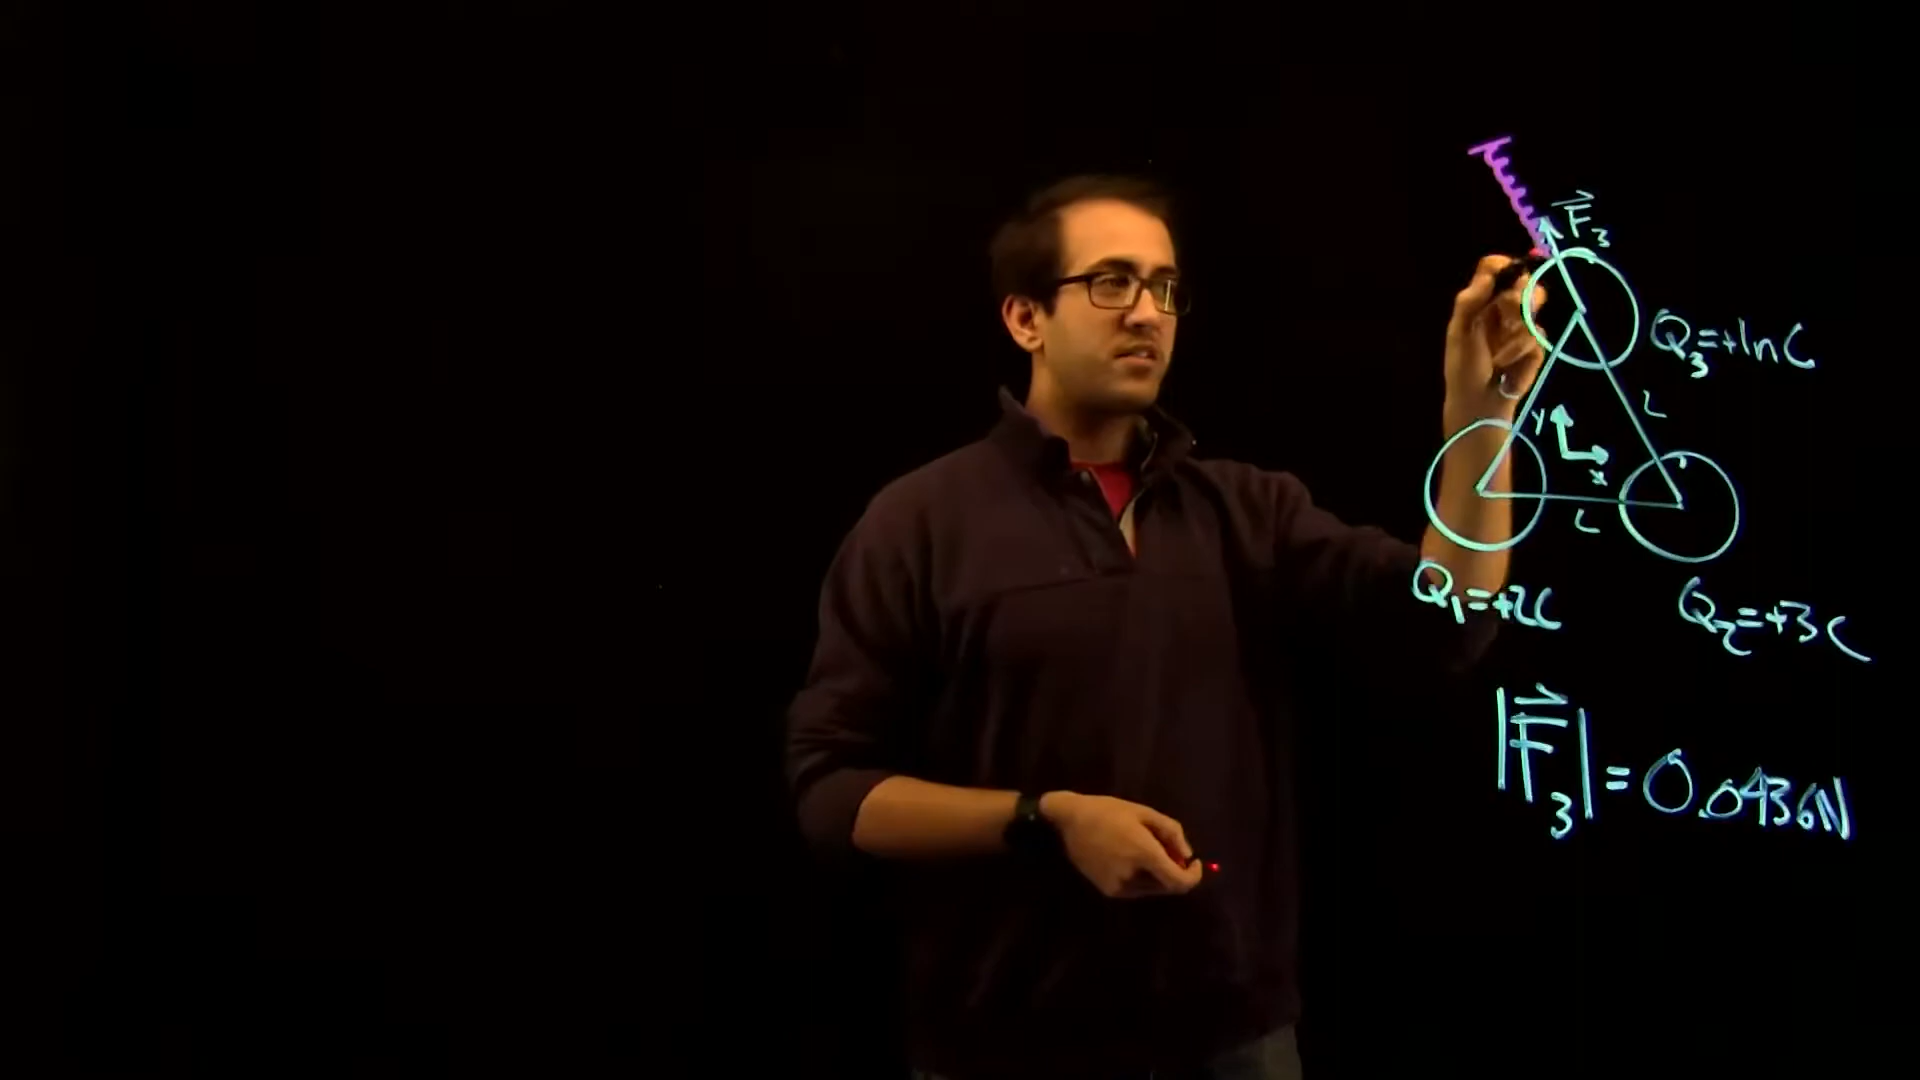 F₃
Q₃=+1nC
L
L
y
x
L
Q₁=+2C
Q₂=+3C
|F₃|=0.0436N